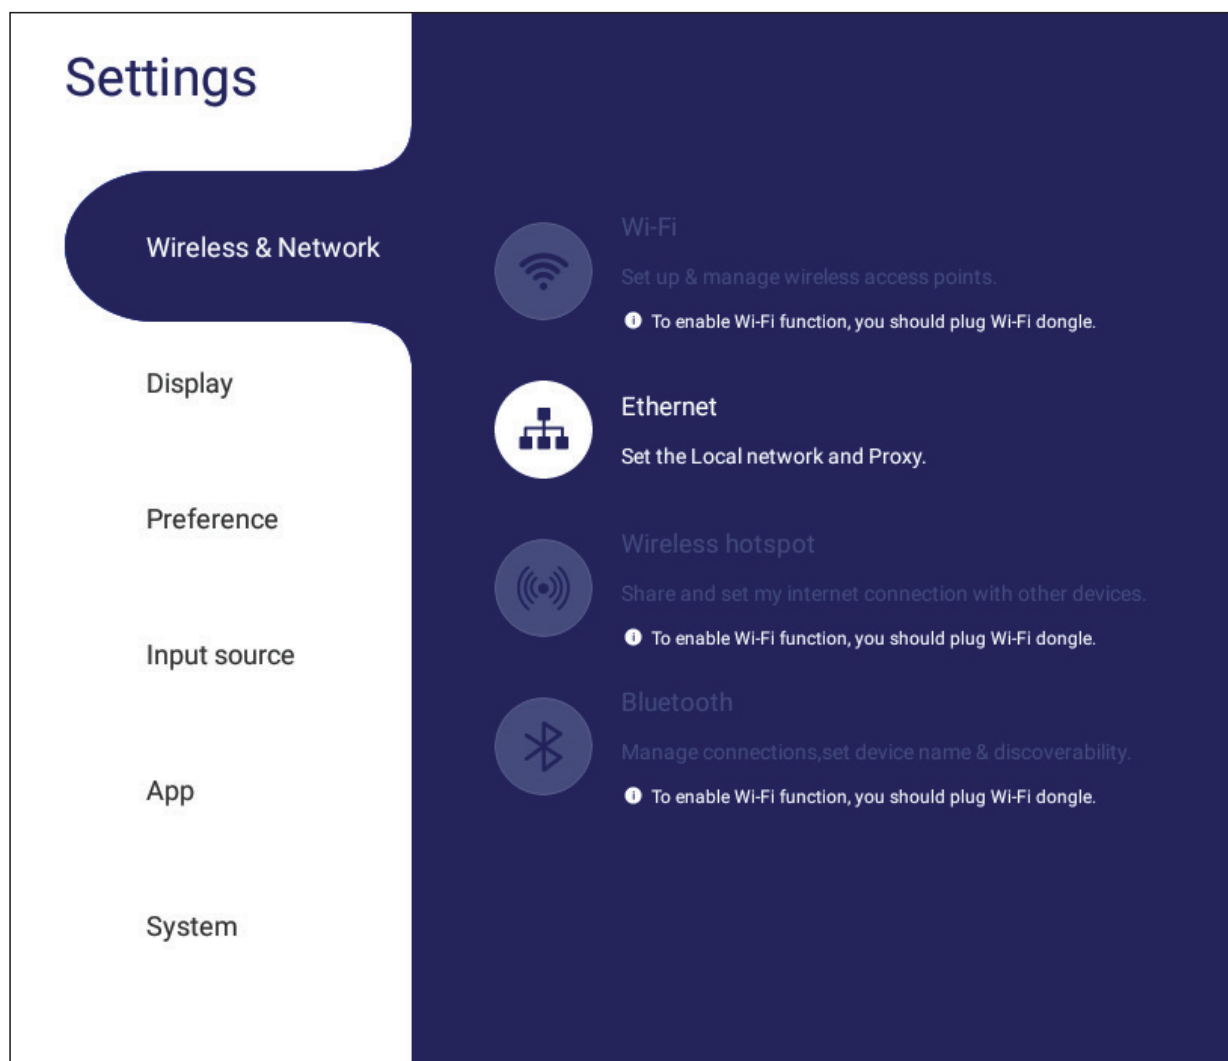 Settings
Wireless & Network
Display
Preference
Input source
App
System
Wi-Fi
Set up & manage wireless access points.
To enable Wi-Fi function, you should plug Wi-Fi dongle.
Ethernet
Set the Local network and Proxy.
Wireless hotspot
Share and set my internet connection with other devices.
To enable Wi-Fi function, you should plug Wi-Fi dongle.
Bluetooth
Manage connections,set device name & discoverability.
To enable Wi-Fi function, you should plug Wi-Fi dongle.